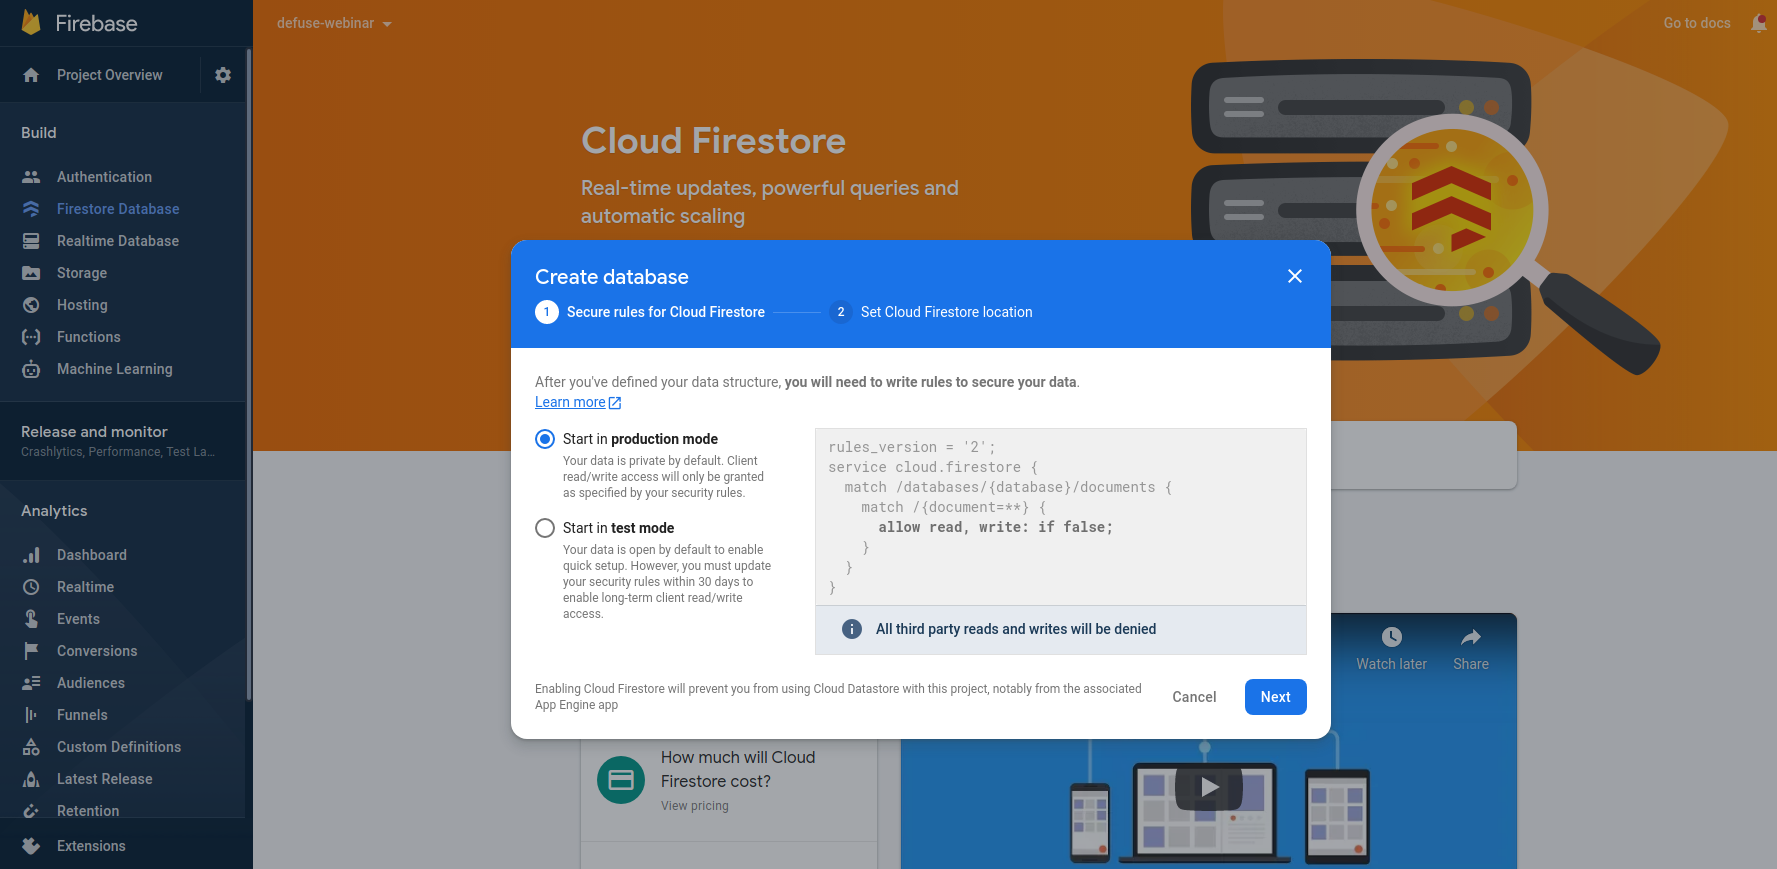 Firebase
defuse-webinar
Go to docs
Project Overview
Build
Authentication
Firestore Database
Realtime Database
Storage
Hosting
Functions
Machine Learning
Release and monitor
Crashlytics, Performance, Test La...
Analytics
Dashboard
Realtime
Events
Conversions
Audiences
Funnels
Custom Definitions
Latest Release
Retention
Extensions
Cloud Firestore
Real-time updates, powerful queries and
automatic scaling
Create database
1 Secure rules for Cloud Firestore
2 Set Cloud Firestore location
After you've defined your data structure, you will need to write rules to secure your data.
Learn more
Start in production mode
Your data is private by default. Client
read/write access will only be granted
as specified by your security rules.
Start in test mode
Your data is open by default to enable
quick setup. However, you must update
your security rules within 30 days to
enable long-term client read/write
access.
rules_version = '2';
service cloud.firestore {
match /databases/{database}/documents {
match /{document=**} {
allow read, write: if false;
}
}
}
All third party reads and writes will be denied
Enabling Cloud Firestore will prevent you from using Cloud Datastore with this project, notably from the associated
App Engine app
Cancel
Next
Watch later
Share
How much will Cloud
Firestore cost?
View pricing